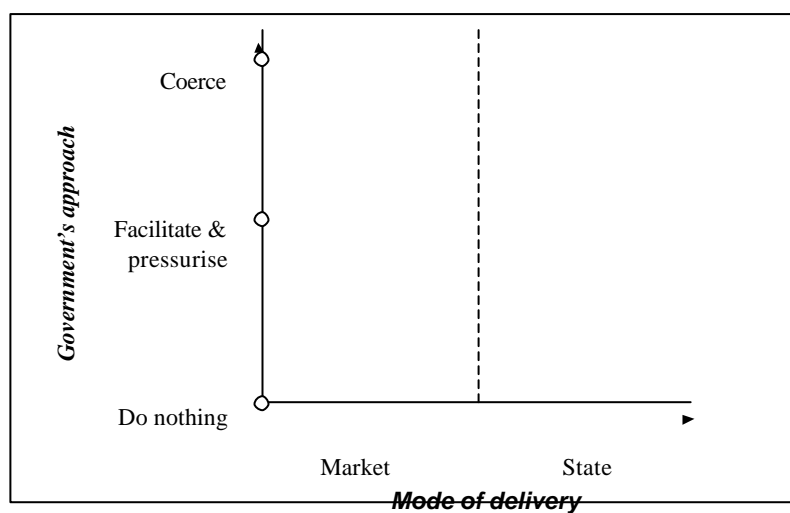 Coerce
Government's approach
Facilitate &
pressurise
Do nothing
Market State
Mode of delivery